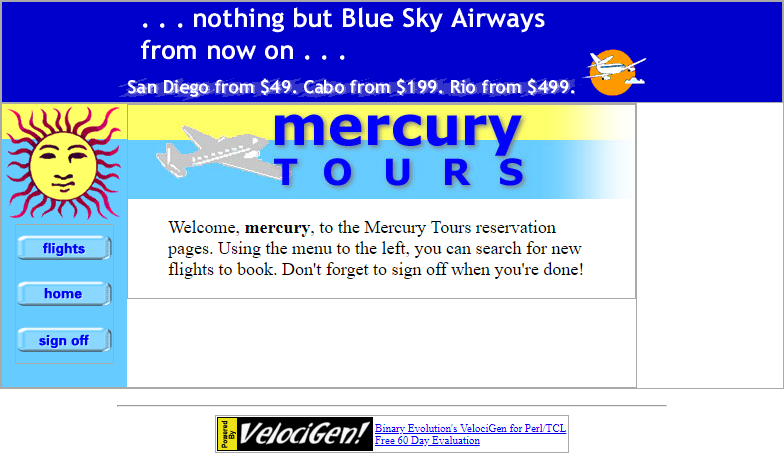 . . . nothing but Blue Sky Airways
from now on . . .
San Diego from $49. Cabo from $199. Rio from $499.
mercury
TOURS
flights
home
sign off
Welcome, mercury, to the Mercury Tours reservation
pages. Using the menu to the left, you can search for new
flights to book. Don't forget to sign off when you're done!
Powered
By
VelociGen!
Binary Evolution's VelociGen for Perl/TCL
Free 60 Day Evaluation